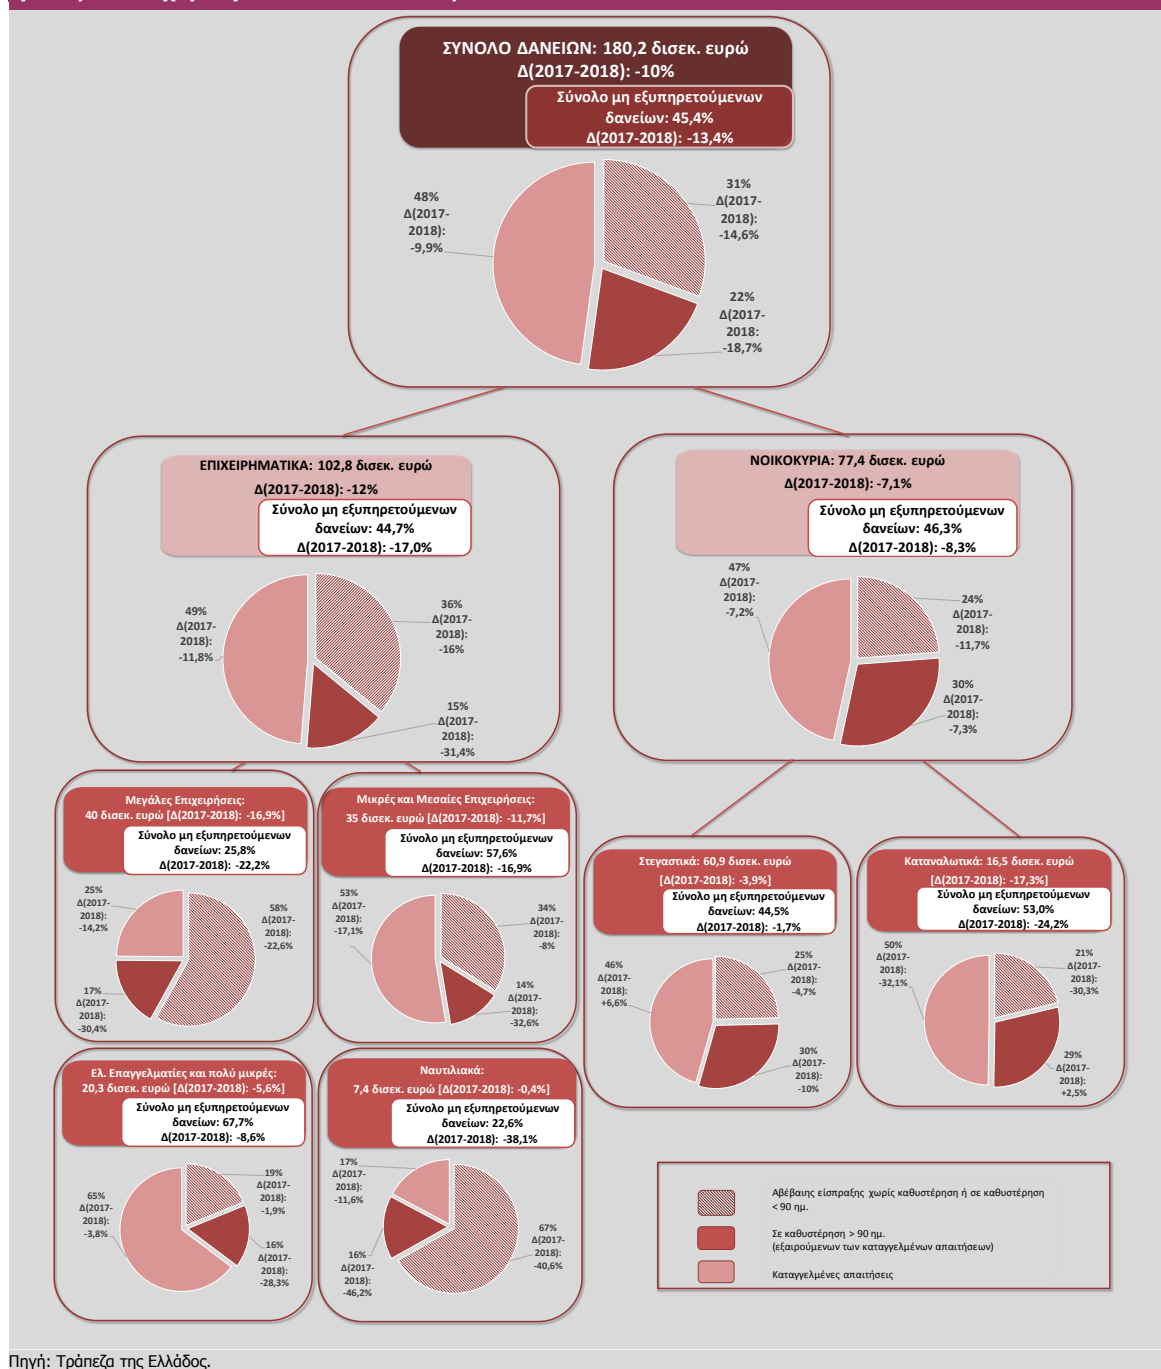 ΣΥΝΟΛΟ ΔΑΝΕΙΩΝ: 180,2 δισεκ. ευρώ
Δ(2017-2018): -10%
Σύνολο μη εξυπηρετούμενων
δανείων: 45,4%
Δ(2017-2018): -13,4%
48%
Δ(2017-
2018):
-9,9%
31%
Δ(2017-
2018):
-14,6%
22%
Δ(2017-
2018:
-18,7%
ΕΠΙΧΕΙΡΗΜΑΤΙΚΑ: 102,8 δισεκ. ευρώ
Δ(2017-2018): -12%
Σύνολο μη εξυπηρετούμενων
δανείων: 44,7%
Δ(2017-2018): -17,0%
49%
Δ(2017-
2018):
-11,8%
36%
Δ(2017-
2018):
-16%
15%
Δ(2017-
2018):
-31,4%
ΝΟΙΚΟΚΥΡΙΑ: 77,4 δισεκ. ευρώ
Δ(2017-2018): -7,1%
Σύνολο μη εξυπηρετούμενων
δανείων: 46,3%
Δ(2017-2018): -8,3%
47%
Δ(2017-
2018):
-7,2%
24%
Δ(2017-
2018):
-11,7%
30%
Δ(2017-
2018):
-7,3%
Μεγάλες Επιχειρήσεις:
40 δισεκ. ευρώ [Δ(2017-2018): -16,9%]
Σύνολο μη εξυπηρετούμενων
δανείων: 25,8%
Δ(2017-2018): -22,2%
25%
Δ(2017-
2018):
-14,2%
58%
Δ(2017-
2018):
-22,6%
17%
Δ(2017-
2018):
-30,4%
Μικρές και Μεσαίες Επιχειρήσεις:
35 δισεκ. ευρώ [Δ(2017-2018): -11,7%]
Σύνολο μη εξυπηρετούμενων
δανείων: 57,6%
Δ(2017-2018): -16,9%
53%
Δ(2017-
2018):
-17,1%
34%
Δ(2017-
2018):
-8%
14%
Δ(2017-
2018):
-32,6%
Στεγαστικά: 60,9 δισεκ. ευρώ
[Δ(2017-2018): -3,9%]
Σύνολο μη εξυπηρετούμενων
δανείων: 44,5%
Δ(2017-2018): -1,7%
46%
Δ(2017-
2018):
+6,6%
25%
Δ(2017-
2018):
-4,7%
30%
Δ(2017-
2018):
-10%
Καταναλωτικά: 16,5 δισεκ. ευρώ
[Δ(2017-2018): -17,3%]
Σύνολο μη εξυπηρετούμενων
δανείων: 53,0%
Δ(2017-2018): -24,2%
50%
Δ(2017-
2018):
-32,1%
21%
Δ(2017-
2018):
-30,3%
29%
Δ(2017-
2018):
+2,5%
Ελ. Επαγγελματίες και πολύ μικρές:
20,3 δισεκ. ευρώ [Δ(2017-2018): -5,6%]
Σύνολο μη εξυπηρετούμενων
δανείων: 67,7%
Δ(2017-2018): -8,6%
65%
Δ(2017-
2018):
-3,8%
19%
Δ(2017-
2018):
-1,9%
16%
Δ(2017-
2018):
-28,3%
Ναυτιλιακά:
7,4 δισεκ. ευρώ [Δ(2017-2018): -0,4%]
Σύνολο μη εξυπηρετούμενων
δανείων: 22,6%
Δ(2017-2018): -38,1%
17%
Δ(2017-
2018):
-11,6%
67%
Δ(2017-
2018):
-40,6%
16%
Δ(2017-
2018):
-46,2%
Αβέβαιης είσπραξης χωρίς καθυστέρηση ή σε καθυστέρηση
< 90 ημ.
Σε καθυστέρηση > 90 ημ.
(εξαιρούμενων των καταγγελμένων απαιτήσεων)
Καταγγελμένες απαιτήσεις
Πηγή: Τράπεζα της Ελλάδος.